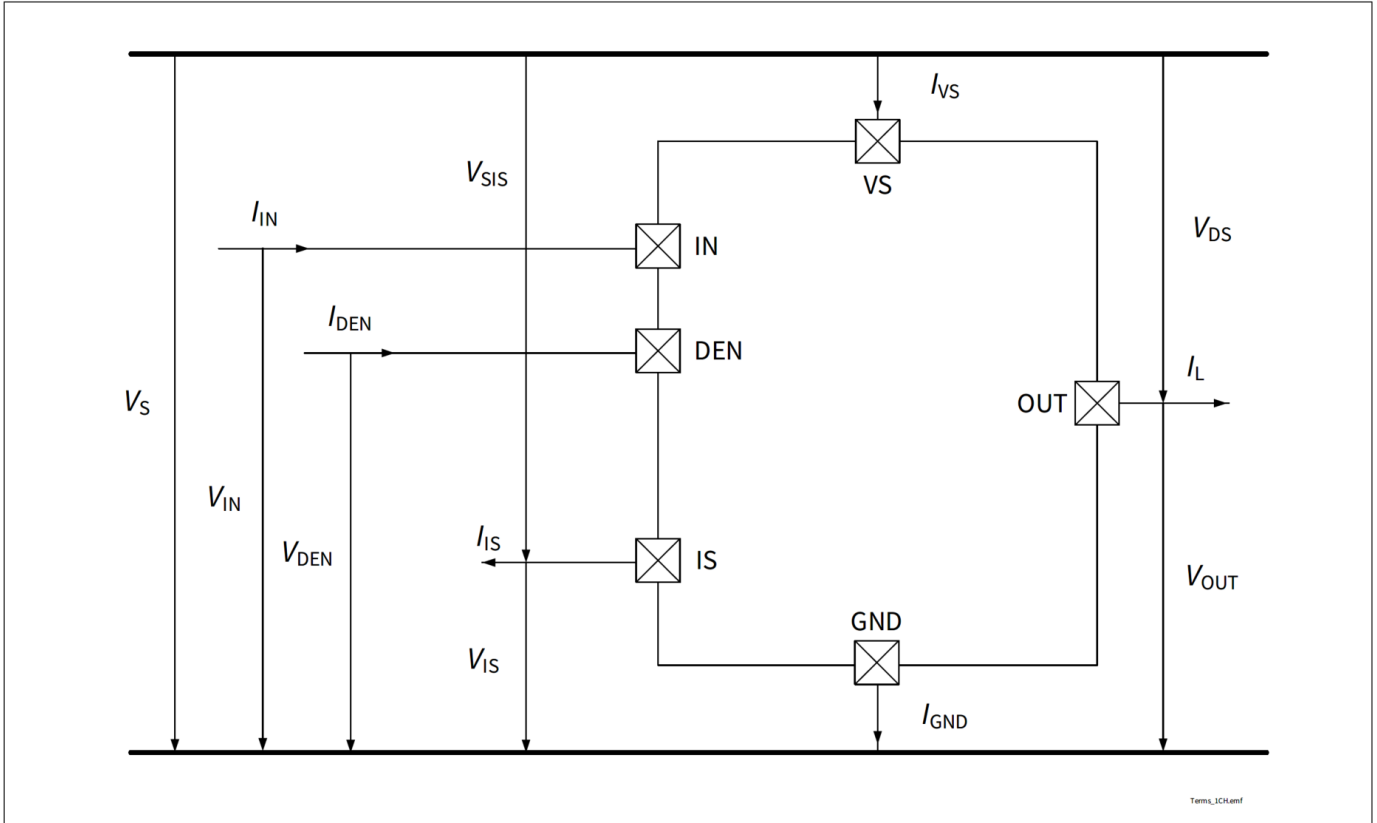 I_VS
VS
V_SIS
I_IN
IN
V_DS
I_DEN
DEN
V_S
I_L
OUT
V_IN
V_DEN
I_IS
IS
V_OUT
GND
V_IS
I_GND
Terms_1CH.emf